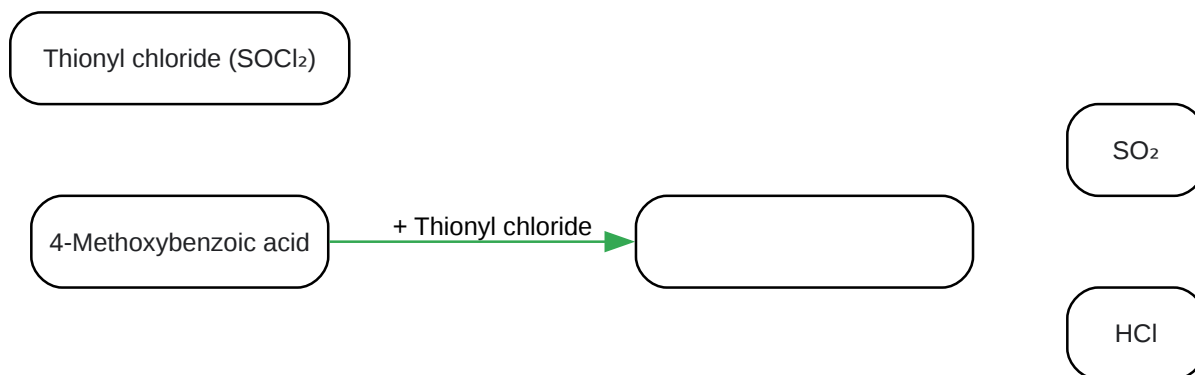 Thionyl chloride (SOCl₂)
SO₂
4-Methoxybenzoic acid
+ Thionyl chloride
HCl